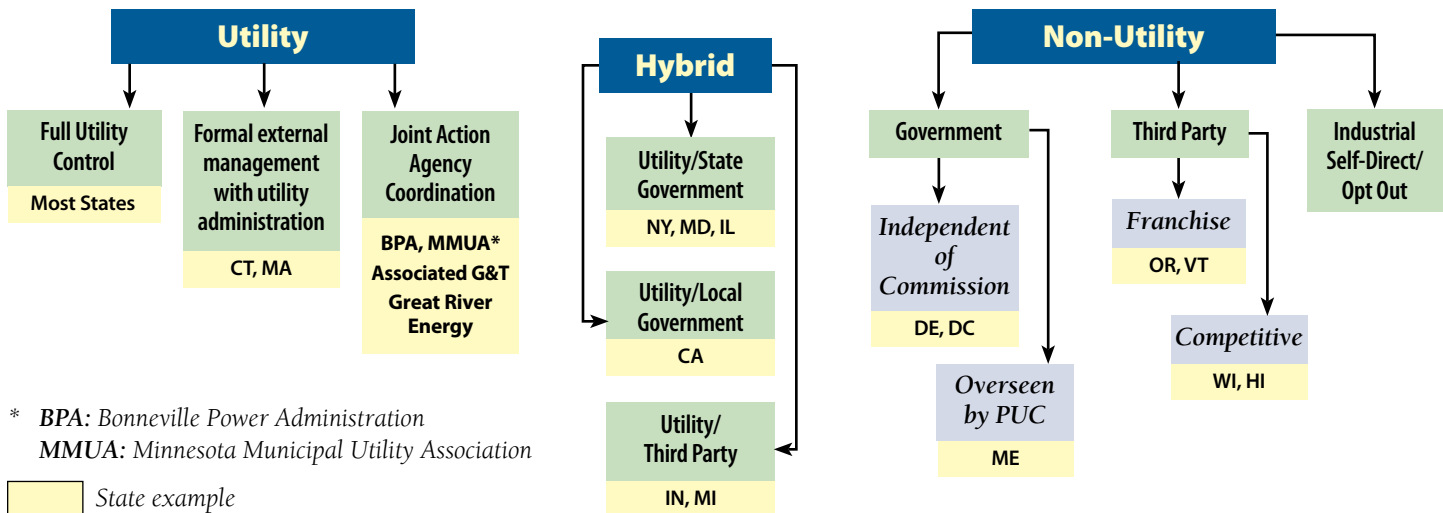 Utility
Full Utility
Control
Most States
Formal external
management
with utility
administration
CT, MA
Joint Action
Agency
Coordination
BPA, MMUA*
Associated G&T
Great River
Energy
Hybrid
Utility/State
Government
NY, MD, IL
Utility/Local
Government
CA
Utility/
Third Party
IN, MI
Non-Utility
Government
Independent
of
Commission
DE, DC
Overseen
by PUC
ME
Third Party
Franchise
OR, VT
Competitive
WI, HI
Industrial
Self-Direct/
Opt Out
* BPA: Bonneville Power Administration
MMUA: Minnesota Municipal Utility Association
State example